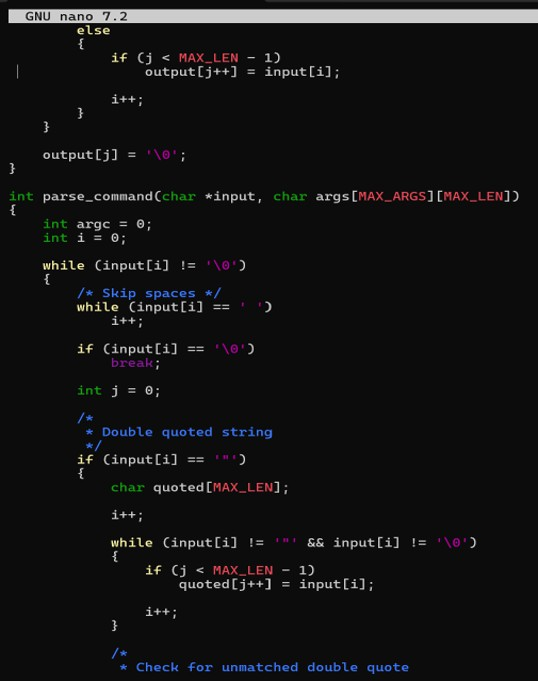 GNU nano 7.2
        else
        {
            if (j < MAX_LEN - 1)
                output[j++] = input[i];

            i++;
        }
    }

    output[j] = '\0';
}

int parse_command(char *input, char args[MAX_ARGS][MAX_LEN])
{
    int argc = 0;
    int i = 0;

    while (input[i] != '\0')
    {
        /* Skip spaces */
        while (input[i] == ' ')
            i++;

        if (input[i] == '\0')
            break;

        int j = 0;

        /*
         * Double quoted string
         */
        if (input[i] == '"')
        {
            char quoted[MAX_LEN];

            i++;

            while (input[i] != '"' && input[i] != '\0')
            {
                if (j < MAX_LEN - 1)
                    quoted[j++] = input[i];

                i++;
            }

            /*
             * Check for unmatched double quote